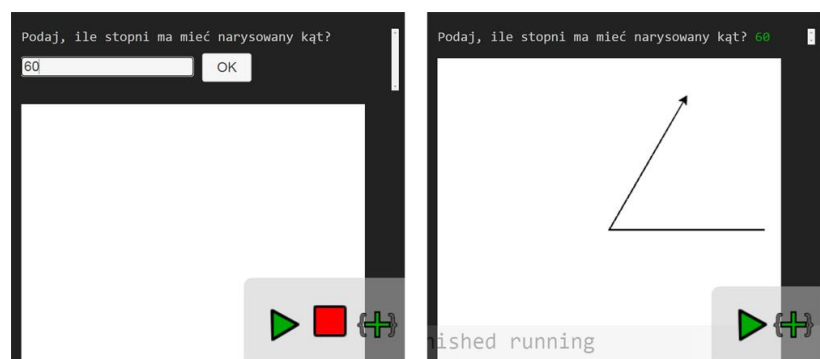 Podaj, ile stopni ma mieć narysowany kąt?
60
OK
Podaj, ile stopni ma mieć narysowany kąt? 60
ished running